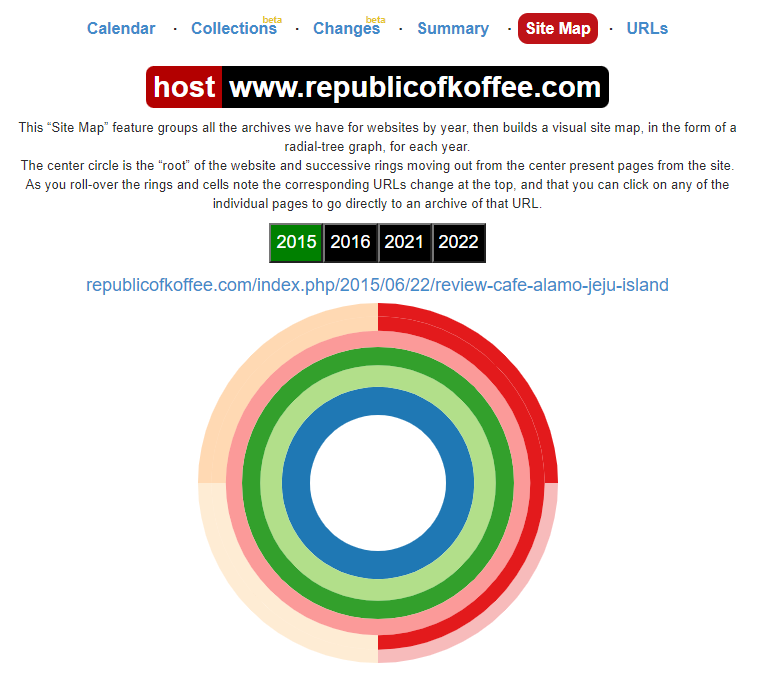 Calendar · Collections beta · Changes beta · Summary · Site Map · URLs
host www.republicofkoffee.com
This “Site Map” feature groups all the archives we have for websites by year, then builds a visual site map, in the form of a
radial-tree graph, for each year.
The center circle is the “root” of the website and successive rings moving out from the center present pages from the site.
As you roll-over the rings and cells note the corresponding URLs change at the top, and that you can click on any of the
individual pages to go directly to an archive of that URL.
2015 2016 2021 2022
republicofkoffee.com/index.php/2015/06/22/review-cafe-alamo-jeju-island